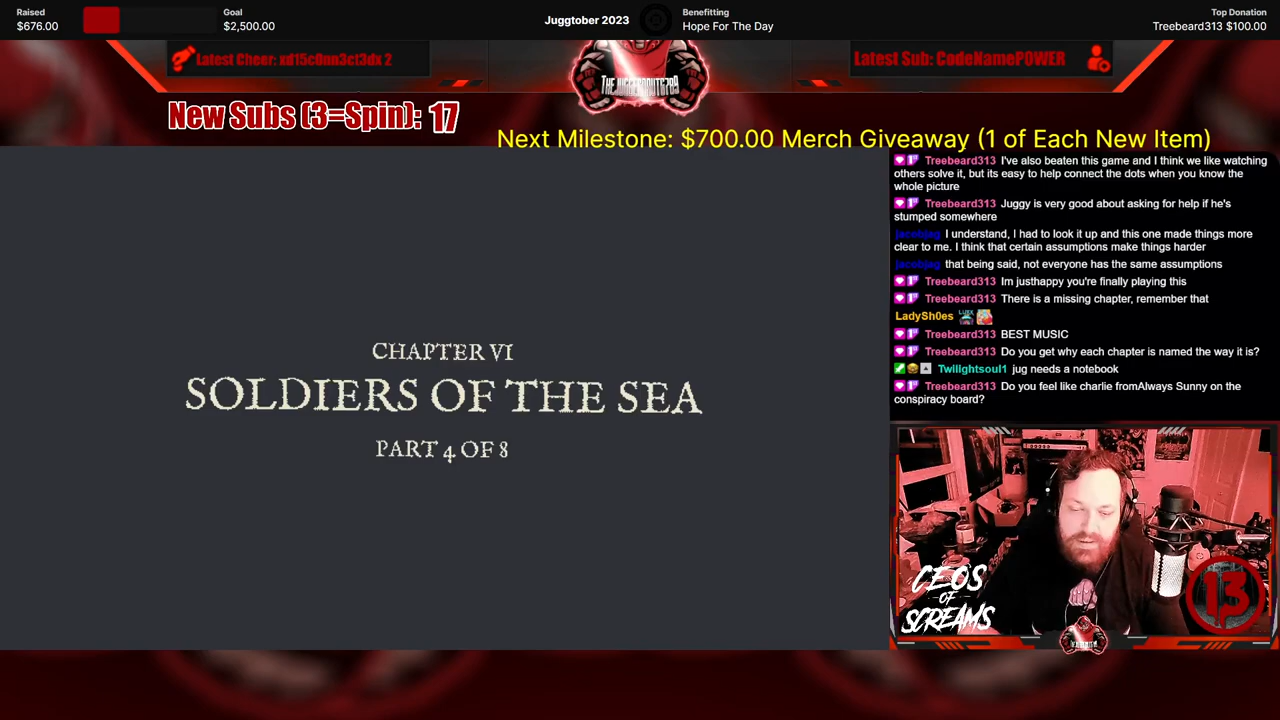 Raised
$676.00
Goal
$2,500.00
Juggtober 2023
Benefitting
Hope For The Day
Top Donation
Treebeard313 $100.00
Latest Cheer: xd15c0nn3ct3dx 2
THEJUGGERNOUT6789
Latest Sub: CodeNamePOWER
New Subs (3=Spin): 17
Next Milestone: $700.00 Merch Giveaway (1 of Each New Item)
CHAPTER VI
SOLDIERS OF THE SEA
PART 4 OF 8
Treebeard313 I've also beaten this game and I think we like watching
others solve it, but its easy to help connect the dots when you know the
whole picture
Treebeard313 Juggy is very good about asking for help if he's
stumped somewhere
jacobjag I understand, I had to look it up and this one made things more
clear to me. I think that certain assumptions make things harder
jacobjag that being said, not everyone has the same assumptions
Treebeard313 Im justhappy you're finally playing this
Treebeard313 There is a missing chapter, remember that
LadySh0es
Treebeard313 BEST MUSIC
Treebeard313 Do you get why each chapter is named the way it is?
Twilightsoul1 jug needs a notebook
Treebeard313 Do you feel like charlie fromAlways Sunny on the
conspiracy board?
CEOS
OF
SCREAMS
13